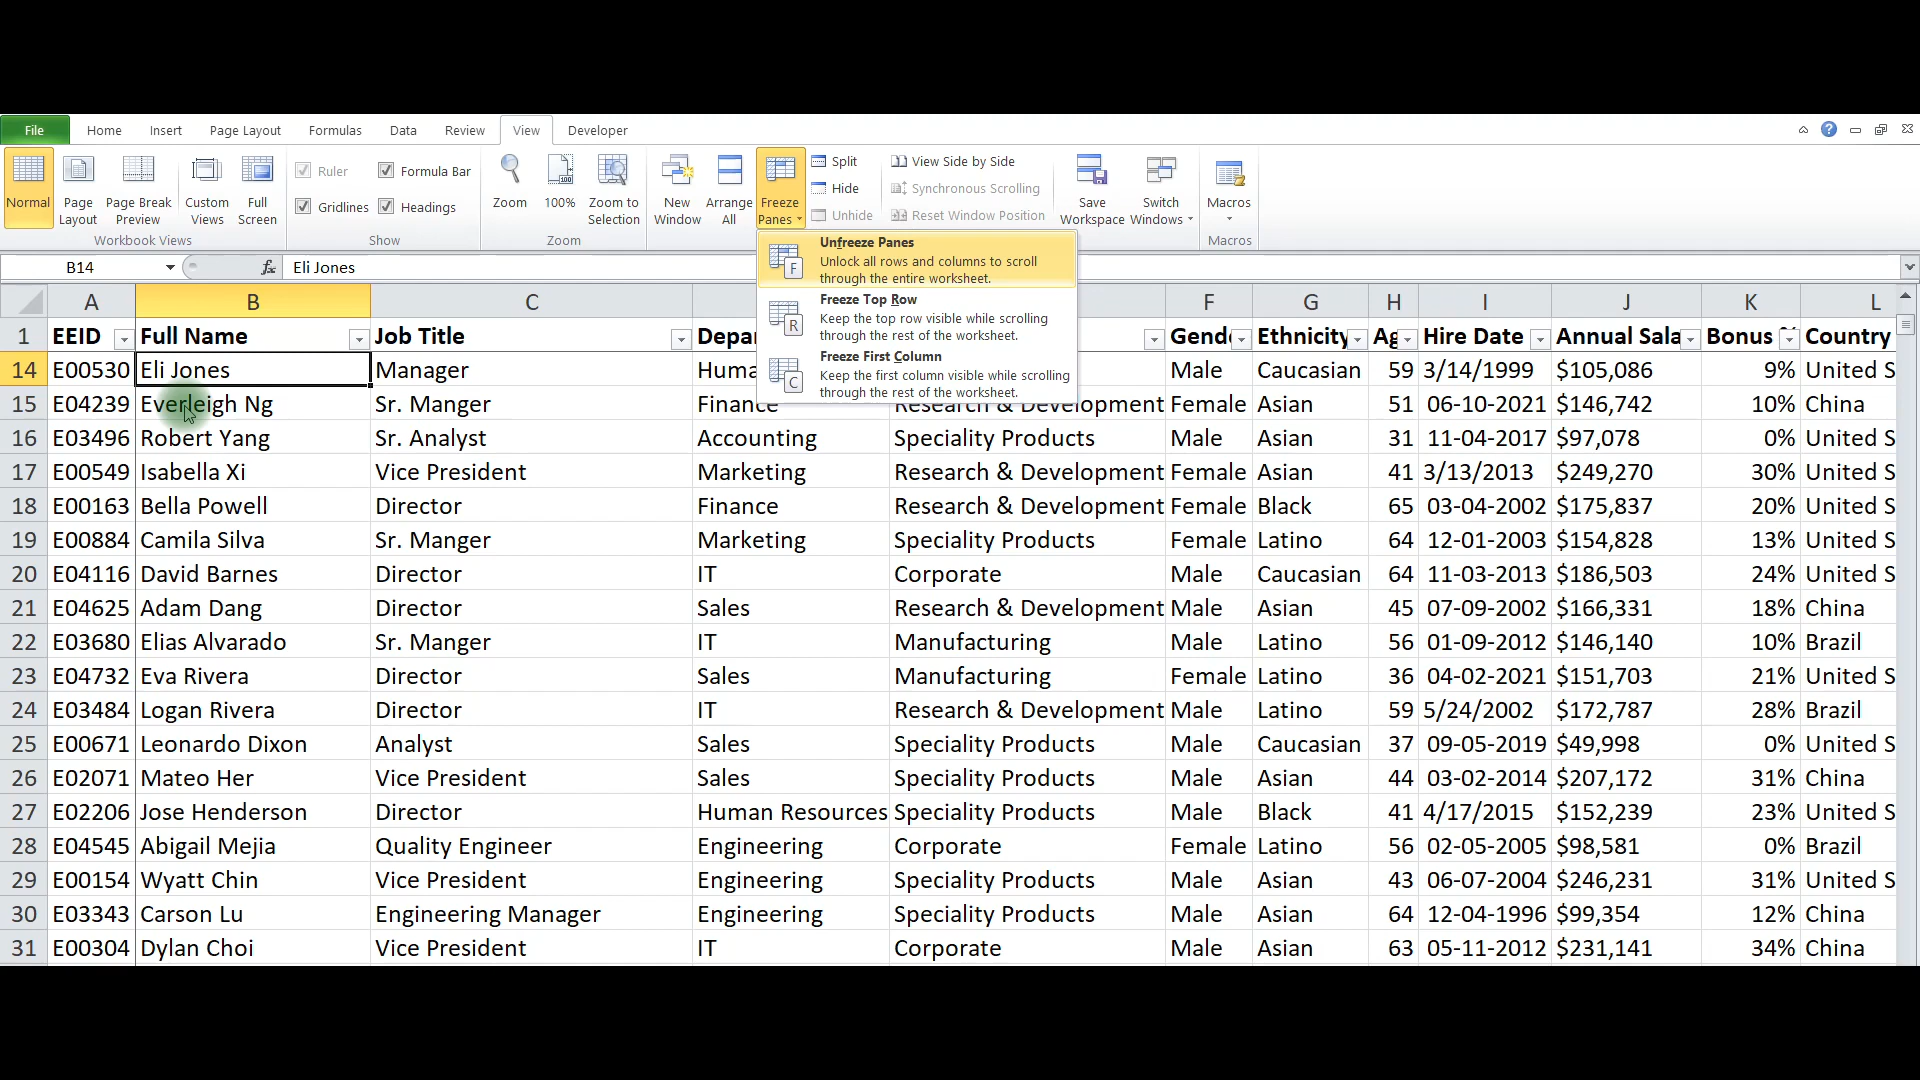 File Home Insert Page Layout Formulas Data Review View Developer
Normal Page Layout Page Break Preview Custom Views Full Screen
Workbook Views
Ruler Formula Bar
Gridlines Headings
Show
Zoom 100% Zoom to Selection
Zoom
New Window Arrange All Freeze Panes
Split View Side by Side
Hide Synchronous Scrolling
Unhide Reset Window Position
Save Workspace Switch Windows
Macros
Macros
Unfreeze Panes
Unlock all rows and columns to scroll
through the entire worksheet.
F
Freeze Top Row
Keep the top row visible while scrolling
through the rest of the worksheet.
R
Freeze First Column
Keep the first column visible while scrolling
through the rest of the worksheet.
C
B14 fx Eli Jones
A B C F G H I J K L
1 EEID Full Name Job Title Depar Gende Ethnicity Ag Hire Date Annual Sala Bonus % Country
14 E00530 Eli Jones Manager Huma Male Caucasian 59 3/14/1999 $105,086 9% United S
15 E04239 Everleigh Ng Sr. Manger Finance Research & Development Female Asian 51 06-10-2021 $146,742 10% China
16 E03496 Robert Yang Sr. Analyst Accounting Speciality Products Male Asian 31 11-04-2017 $97,078 0% United S
17 E00549 Isabella Xi Vice President Marketing Research & Development Female Asian 41 3/13/2013 $249,270 30% United S
18 E00163 Bella Powell Director Finance Research & Development Female Black 65 03-04-2002 $175,837 20% United S
19 E00884 Camila Silva Sr. Manger Marketing Speciality Products Female Latino 64 12-01-2003 $154,828 13% United S
20 E04116 David Barnes Director IT Corporate Male Caucasian 64 11-03-2013 $186,503 24% United S
21 E04625 Adam Dang Director Sales Research & Development Male Asian 45 07-09-2002 $166,331 18% China
22 E03680 Elias Alvarado Sr. Manger IT Manufacturing Male Latino 56 01-09-2012 $146,140 10% Brazil
23 E04732 Eva Rivera Director Sales Manufacturing Female Latino 36 04-02-2021 $151,703 21% United S
24 E03484 Logan Rivera Director IT Research & Development Male Latino 59 5/24/2002 $172,787 28% Brazil
25 E00671 Leonardo Dixon Analyst Sales Speciality Products Male Caucasian 37 09-05-2019 $49,998 0% United S
26 E02071 Mateo Her Vice President Sales Speciality Products Male Asian 44 03-02-2014 $207,172 31% China
27 E02206 Jose Henderson Director Human Resources Speciality Products Male Black 41 4/17/2015 $152,239 23% United S
28 E04545 Abigail Mejia Quality Engineer Engineering Corporate Female Latino 56 02-05-2005 $98,581 0% Brazil
29 E00154 Wyatt Chin Vice President Engineering Speciality Products Male Asian 43 06-07-2004 $246,231 31% United S
30 E03343 Carson Lu Engineering Manager Engineering Speciality Products Male Asian 64 12-04-1996 $99,354 12% China
31 E00304 Dylan Choi Vice President IT Corporate Male Asian 63 05-11-2012 $231,141 34% China